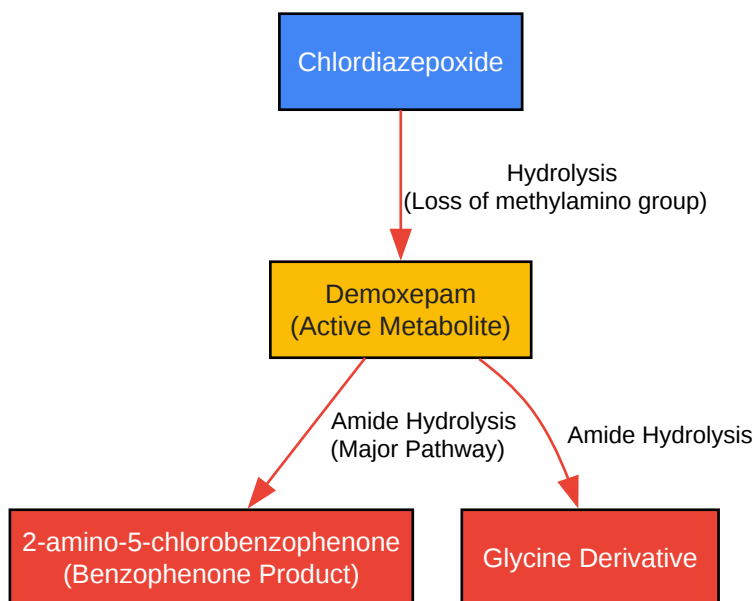 Chlordiazepoxide
Hydrolysis
(Loss of methylamino group)
Demoxepam
(Active Metabolite)
Amide Hydrolysis
(Major Pathway)
Amide Hydrolysis
2-amino-5-chlorobenzophenone
(Benzophenone Product)
Glycine Derivative